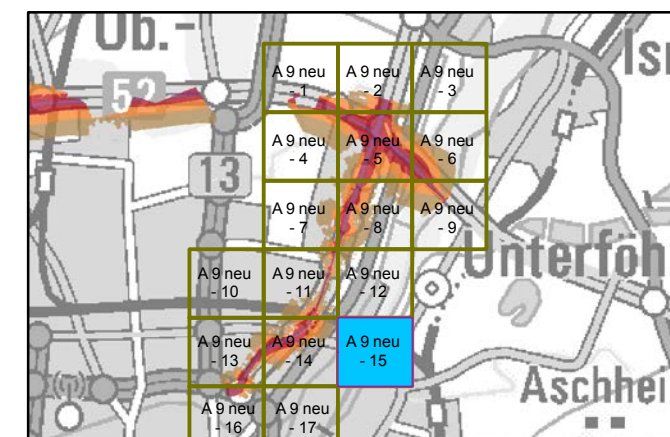 Ob.-
Is
52
13
A 9 neu
- 1
A 9 neu
- 2
A 9 neu
- 3
A 9 neu
- 4
A 9 neu
- 5
A 9 neu
- 6
A 9 neu
- 7
A 9 neu
- 8
A 9 neu
- 9
Unterföh
A 9 neu
- 10
A 9 neu
- 11
A 9 neu
- 12
A 9 neu
- 13
A 9 neu
- 14
A 9 neu
- 15
Aschhei
A 9 neu
- 16
A 9 neu
- 17